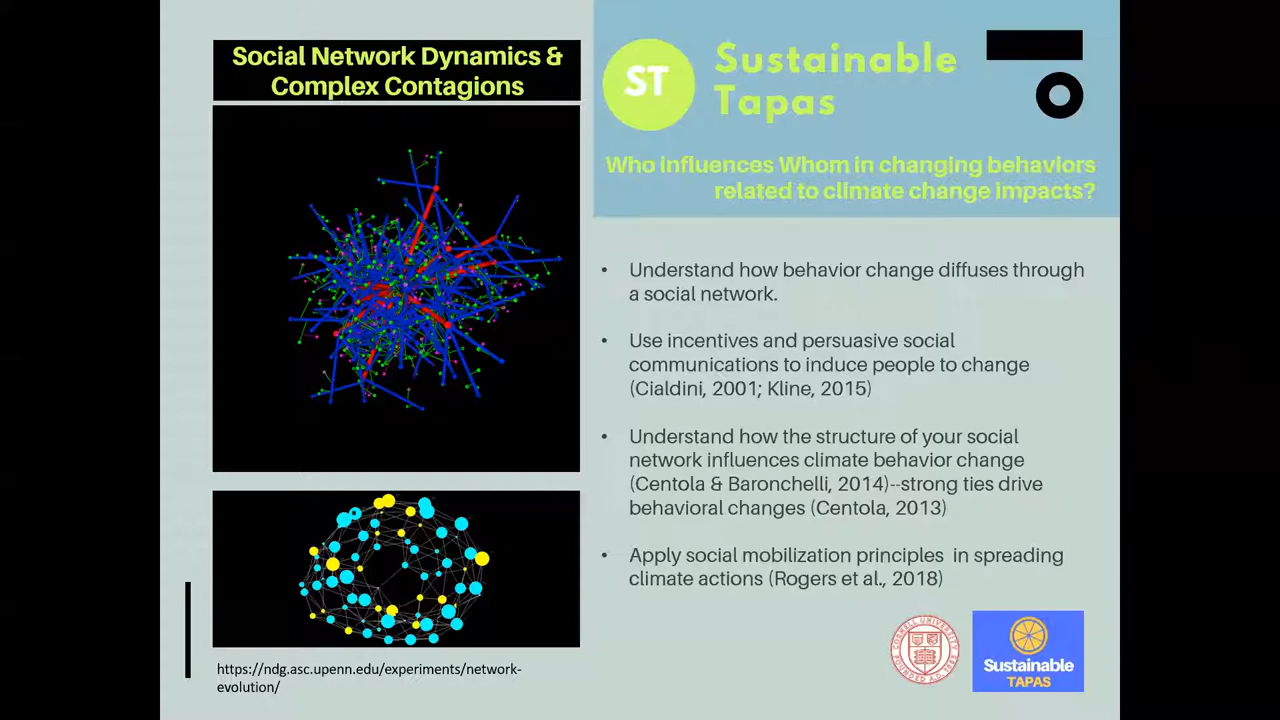 Social Network Dynamics &
Complex Contagions
ST
Sustainable
Tapas
Who influences Whom in changing behaviors
related to climate change impacts?
• Understand how behavior change diffuses through
a social network.
• Use incentives and persuasive social
communications to induce people to change
(Cialdini, 2001; Kline, 2015)
• Understand how the structure of your social
network influences climate behavior change
(Centola & Baronchelli, 2014)--strong ties drive
behavioral changes (Centola, 2013)
• Apply social mobilization principles in spreading
climate actions (Rogers et al., 2018)
https://ndg.asc.upenn.edu/experiments/network-
evolution/
CORNELL UNIVERSITY
FOUNDED A.D. 1865
Sustainable
TAPAS